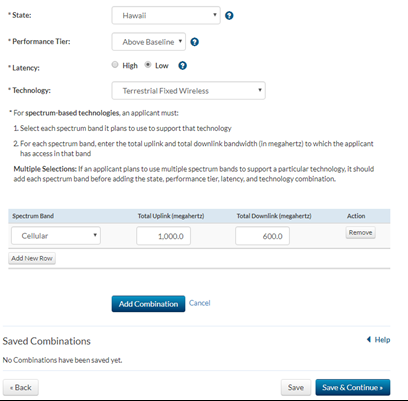 * State: Hawaii
* Performance Tier: Above Baseline
* Latency: High Low
* Technology: Terrestrial Fixed Wireless
* For spectrum-based technologies, an applicant must:
1. Select each spectrum band it plans to use to support that technology
2. For each spectrum band, enter the total uplink and total downlink bandwidth (in megahertz) to which the applicant
has access in that band
Multiple Selections: If an applicant plans to use multiple spectrum bands to support a particular technology, it should
add each spectrum band before adding the state, performance tier, latency, and technology combination.
Spectrum Band Total Uplink (megahertz) Total Downlink (megahertz) Action
Cellular 1,000.0 600.0 Remove
Add New Row
Add Combination Cancel
Saved Combinations Help
No Combinations have been saved yet.
« Back Save Save & Continue »